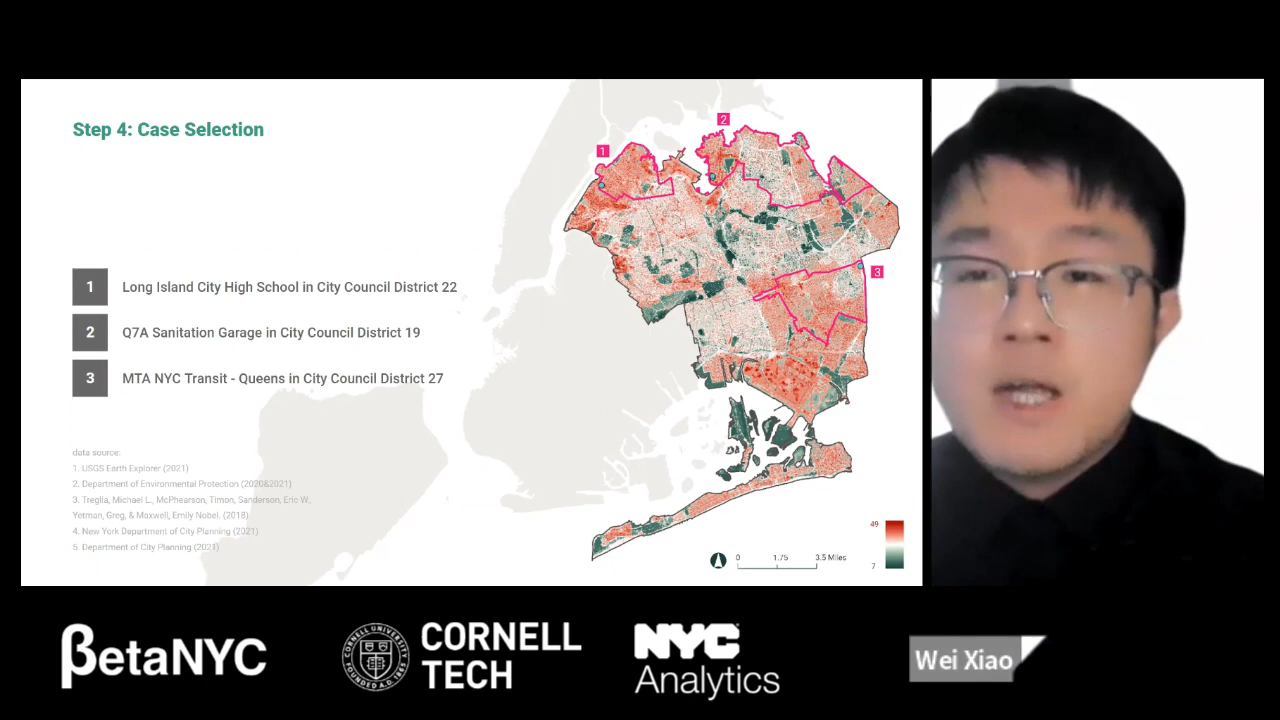 Step 4: Case Selection
1 Long Island City High School in City Council District 22
2 Q7A Sanitation Garage in City Council District 19
3 MTA NYC Transit - Queens in City Council District 27
data source:
1. USGS Earth Explorer (2021)
2. Department of Environmental Protection (2020&2021)
3. Treglia, Michael L., McPhearson, Timon, Sanderson, Eric W.,
Yetman, Greg, & Maxwell, Emily Nobel. (2018)
4. New York Department of City Planning (2021)
5. Department of City Planning (2021)
1
2
3
49
7
0 1.75 3.5 Miles
βetaNYC
CORNELL
TECH
NYC
Analytics
Wei Xiao